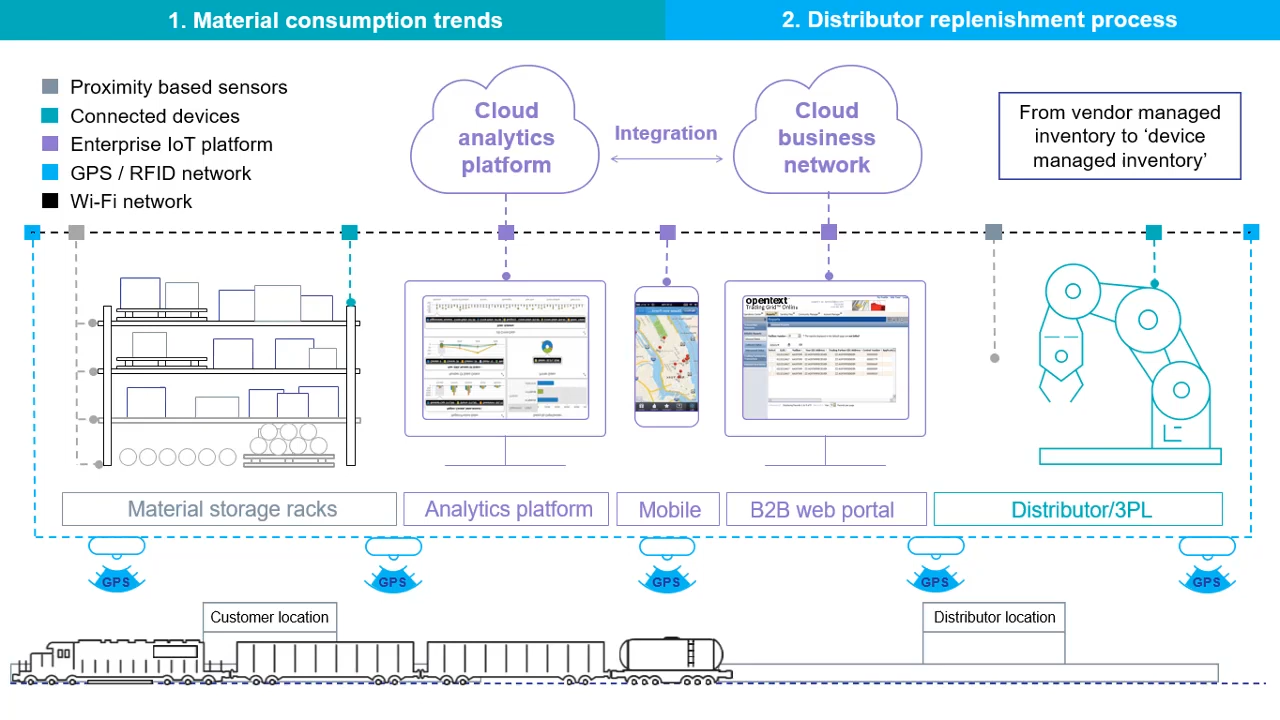 1. Material consumption trends
2. Distributor replenishment process
Proximity based sensors
Connected devices
Enterprise IoT platform
GPS / RFID network
Wi-Fi network
Cloud
analytics
platform
Integration
Cloud
business
network
From vendor managed
inventory to ‘device
managed inventory’
opentext
Trading Grid™ Online
Material storage racks
Analytics platform
Mobile
B2B web portal
Distributor/3PL
GPS
GPS
GPS
GPS
GPS
Customer location
Distributor location